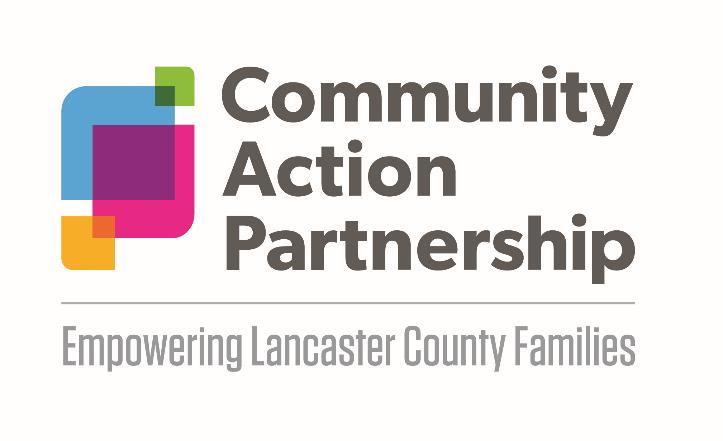 Community
Action
Partnership
Empowering Lancaster County Families